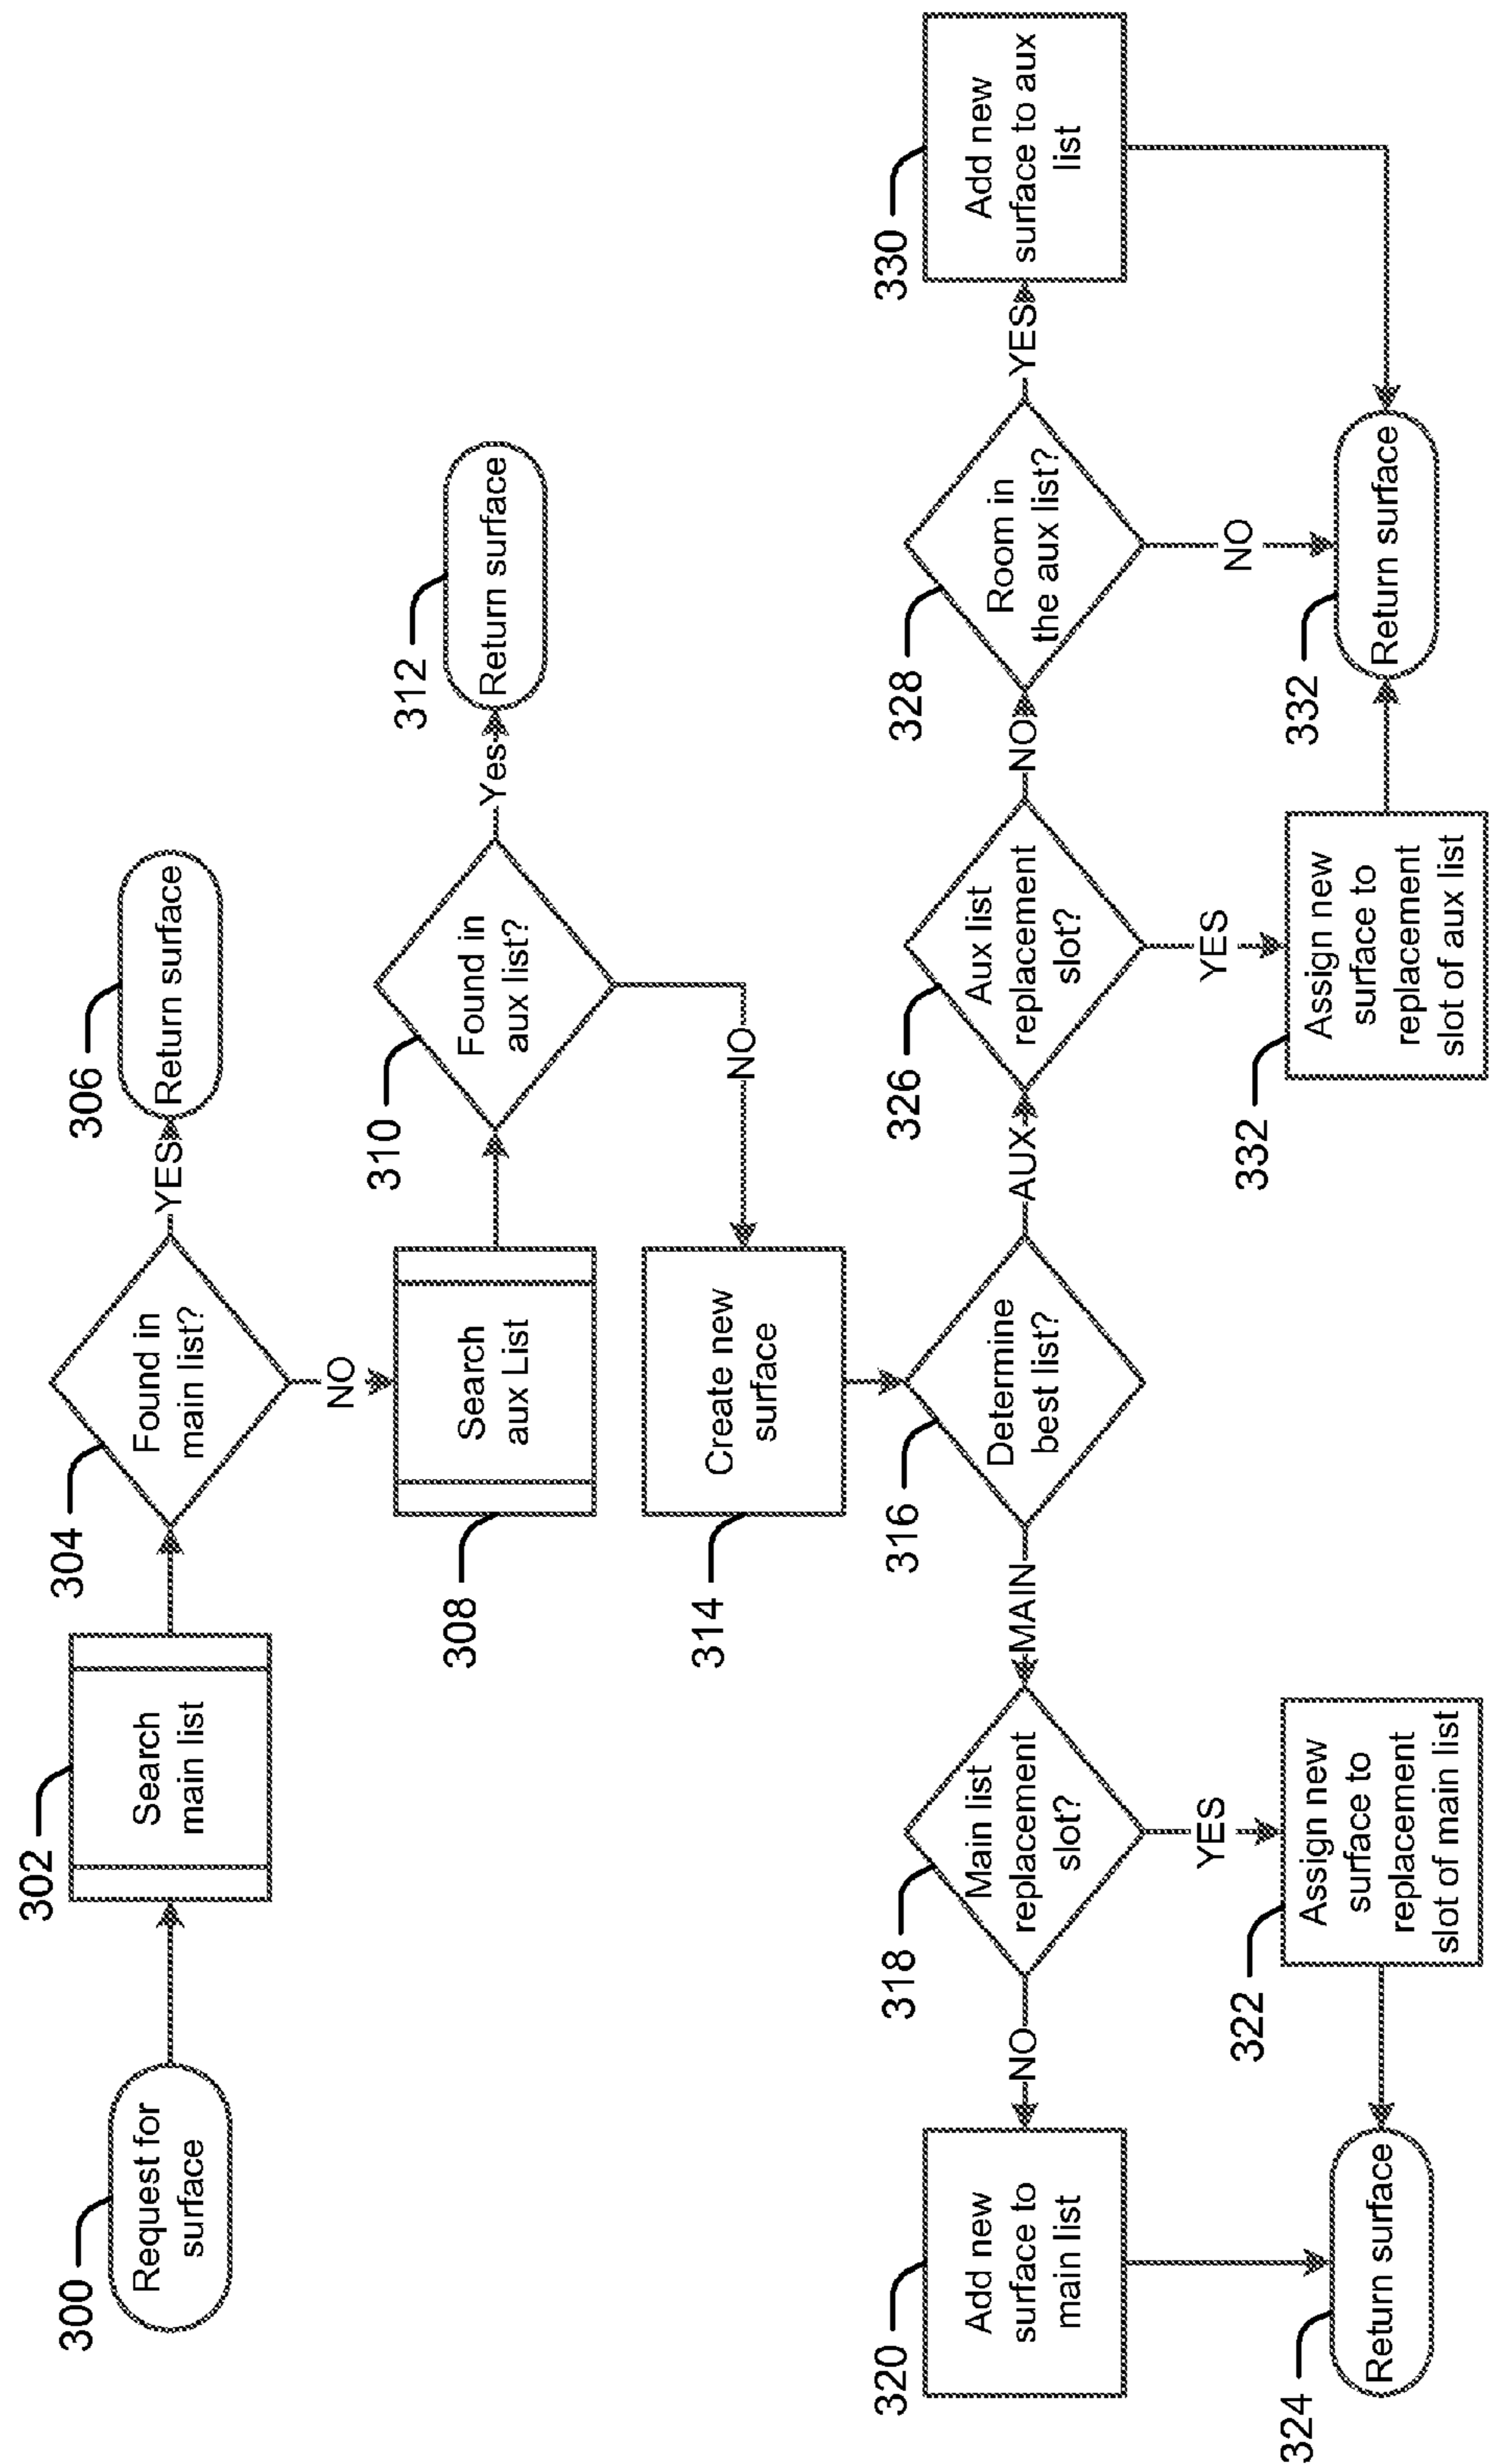 300
Request for
surface
302
Search
main list
304
Found in
main list?
YES
306
Return surface
NO
308
Search
aux List
310
Found in
aux list?
Yes
312
Return surface
NO
314
Create new
surface
316
Determine
best list?
MAIN
318
Main list
replacement
slot?
NO
320
Add new
surface to
main list
YES
322
Assign new
surface to
replacement
slot of main list
324
Return surface
AUX
326
Aux list
replacement
slot?
NO
328
Room in
the aux list?
YES
330
Add new
surface to aux
list
YES
332
Assign new
surface to
replacement
slot of aux list
NO
332
Return surface